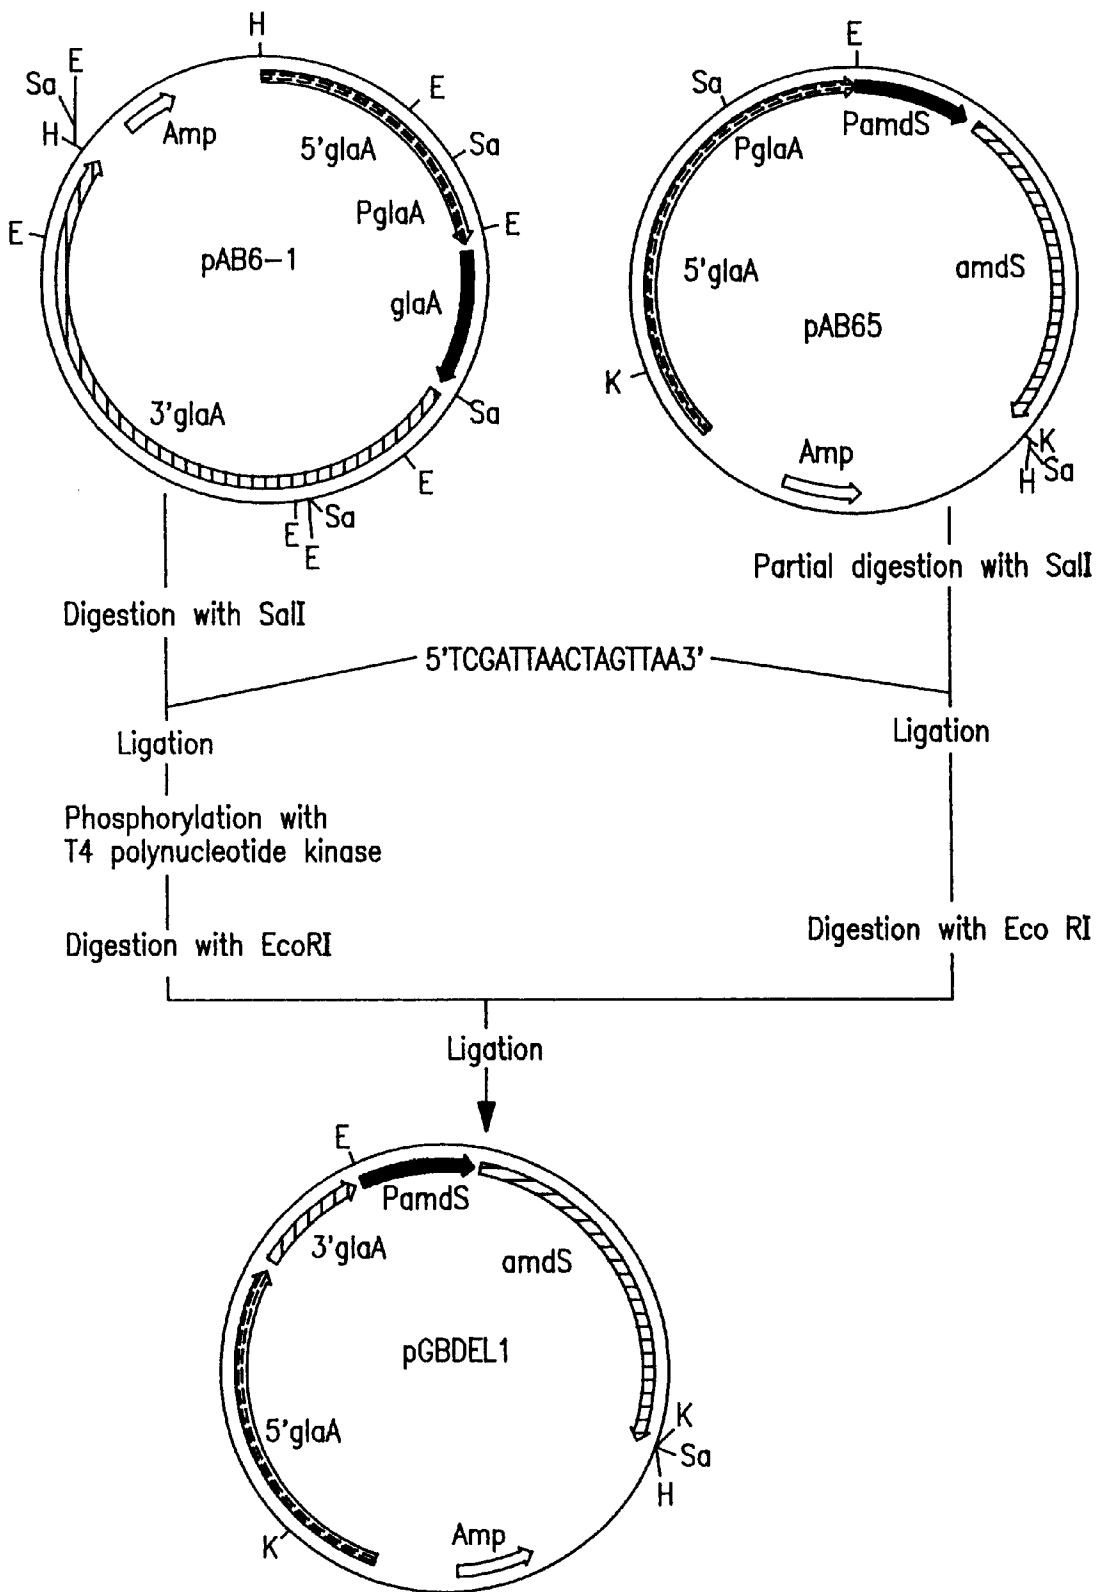 H
E
Sa
H
Amp
E
5'glaA
Sa
PglaA
E
E
pAB6-1
glaA
3'glaA
Sa
E
Sa
E
E
E
Sa
PglaA
PamdS
5'glaA
amdS
pAB65
K
Amp
K
Sa
H
Partial digestion with SalI
Digestion with SalI
5'TCGATTAACTAGTTAA3'
Ligation
Ligation
Phosphorylation with
T4 polynucleotide kinase
Digestion with EcoRI
Digestion with Eco RI
Ligation
E
PamdS
3'glaA
amdS
pGBDEL1
5'glaA
K
Sa
H
K
Amp